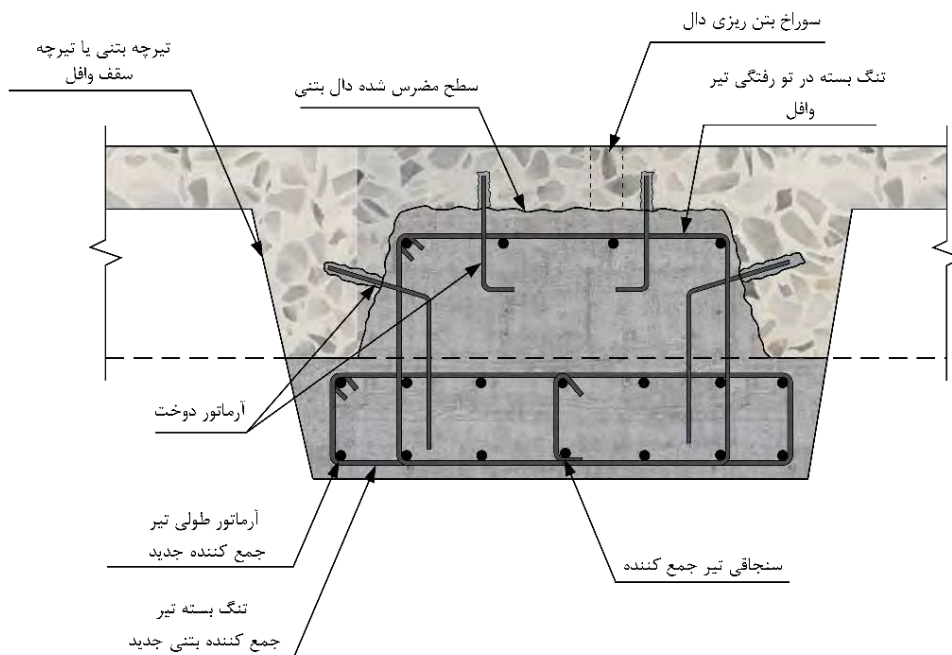 سوراخ بتن ریزی دال
تیرچه بتنی یا تیرچه
سقف وافل
تنگ بسته در تو رفتگی تیر
وافل
سطح مضرس شده دال بتنی
آرماتور دوخت
آرماتور طولی تیر
جمع کننده جدید
سنجاقی تیر جمع کننده
تنگ بسته تیر
جمع کننده بتنی جدید